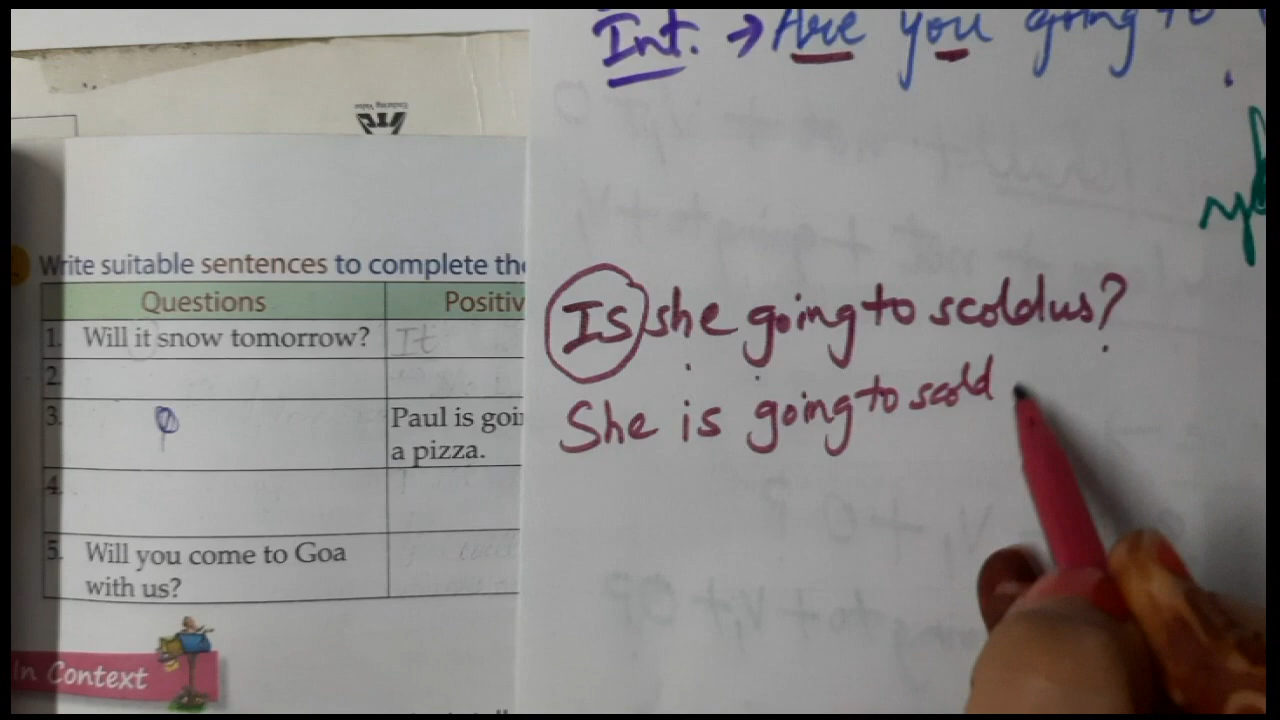 Write suitable sentences to complete the
Questions
Positiv
1. Will it snow tomorrow?
It
2.
3.
Paul is goin
a pizza.
4.
5. Will you come to Goa
with us?
In Context
Int. → Are you going to
Is she going to scold us?
She is going to scold